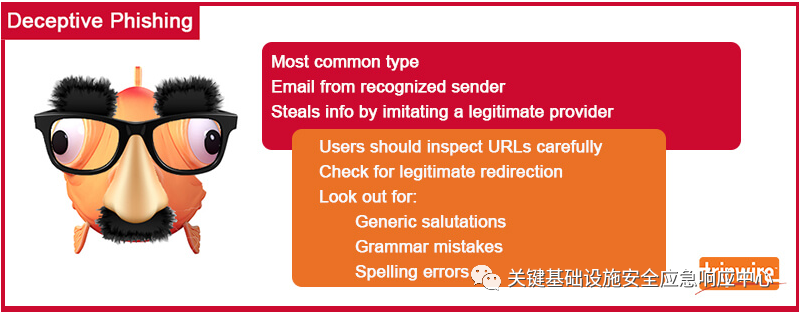 Deceptive Phishing
Most common type
Email from recognized sender
Steals info by imitating a legitimate provider
Users should inspect URLs carefully
Check for legitimate redirection
Look out for:
Generic salutations
Grammar mistakes
Spelling errors
tripwire
关键基础设施安全应急响应中心